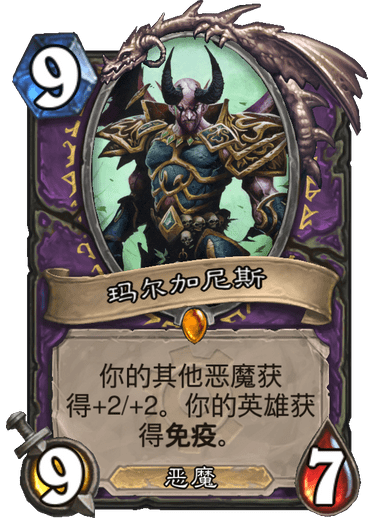 9
玛尔加尼斯
你的其他恶魔获
得+2/+2。你的英雄获
得免疫。
9
恶魔
7